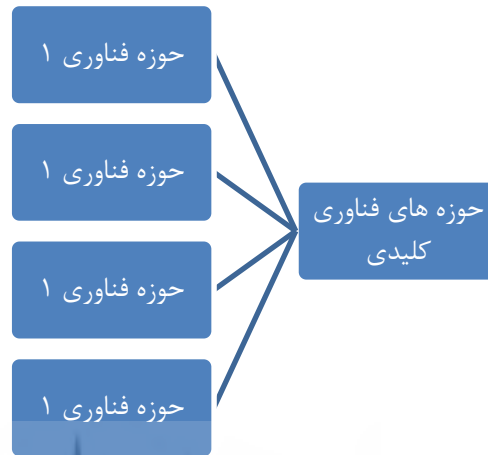 حوزه های فناوری
کلیدی
حوزه فناوری ۱
حوزه فناوری ۱
حوزه فناوری ۱
حوزه فناوری ۱